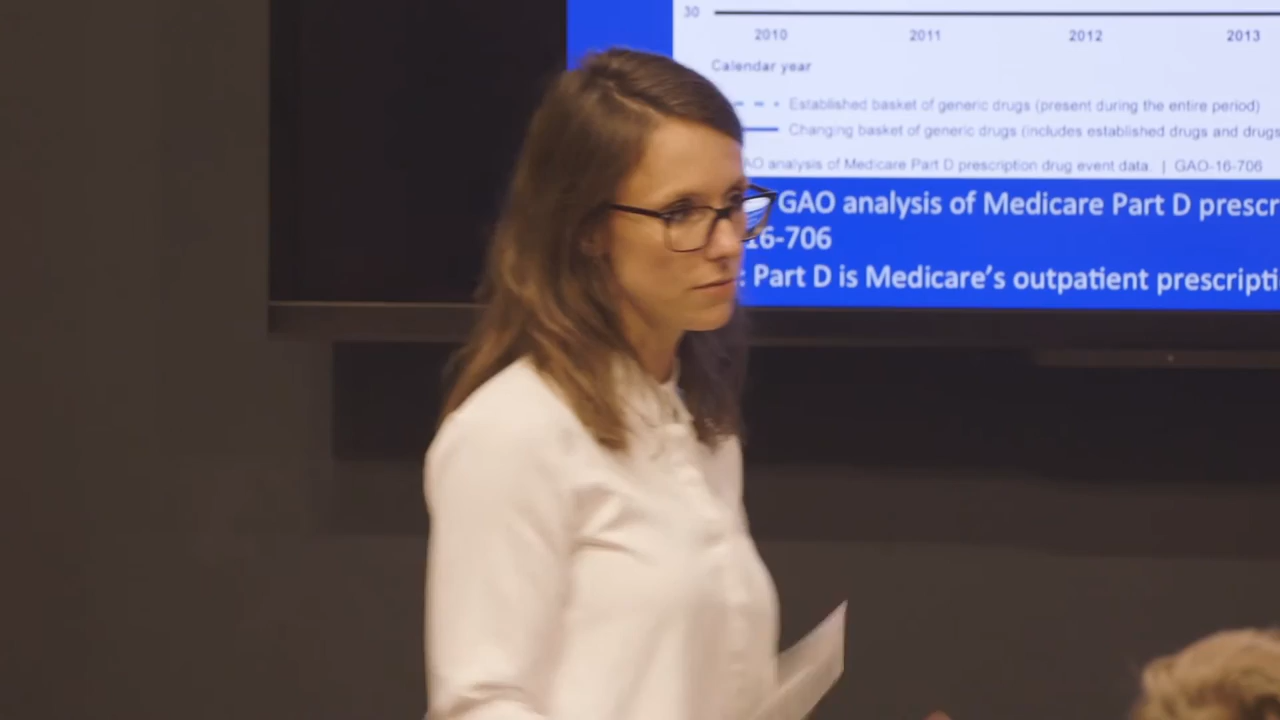 30
2010 2011 2012 2013
Calendar year
Established basket of generic drugs (present during the entire period)
Changing basket of generic drugs (includes established drugs and drugs
analysis of Medicare Part D prescription drug event data. | GAO-16-706
GAO analysis of Medicare Part D prescr
16-706
: Part D is Medicare's outpatient prescripti